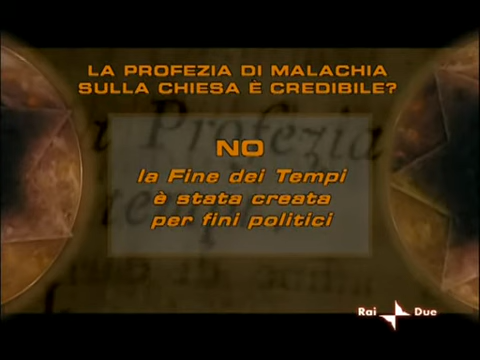 LA PROFEZIA DI MALACHIA
SULLA CHIESA È CREDIBILE?
Profezia
NO
la Fine dei Tempi
è stata creata
per fini politici
Rai Due